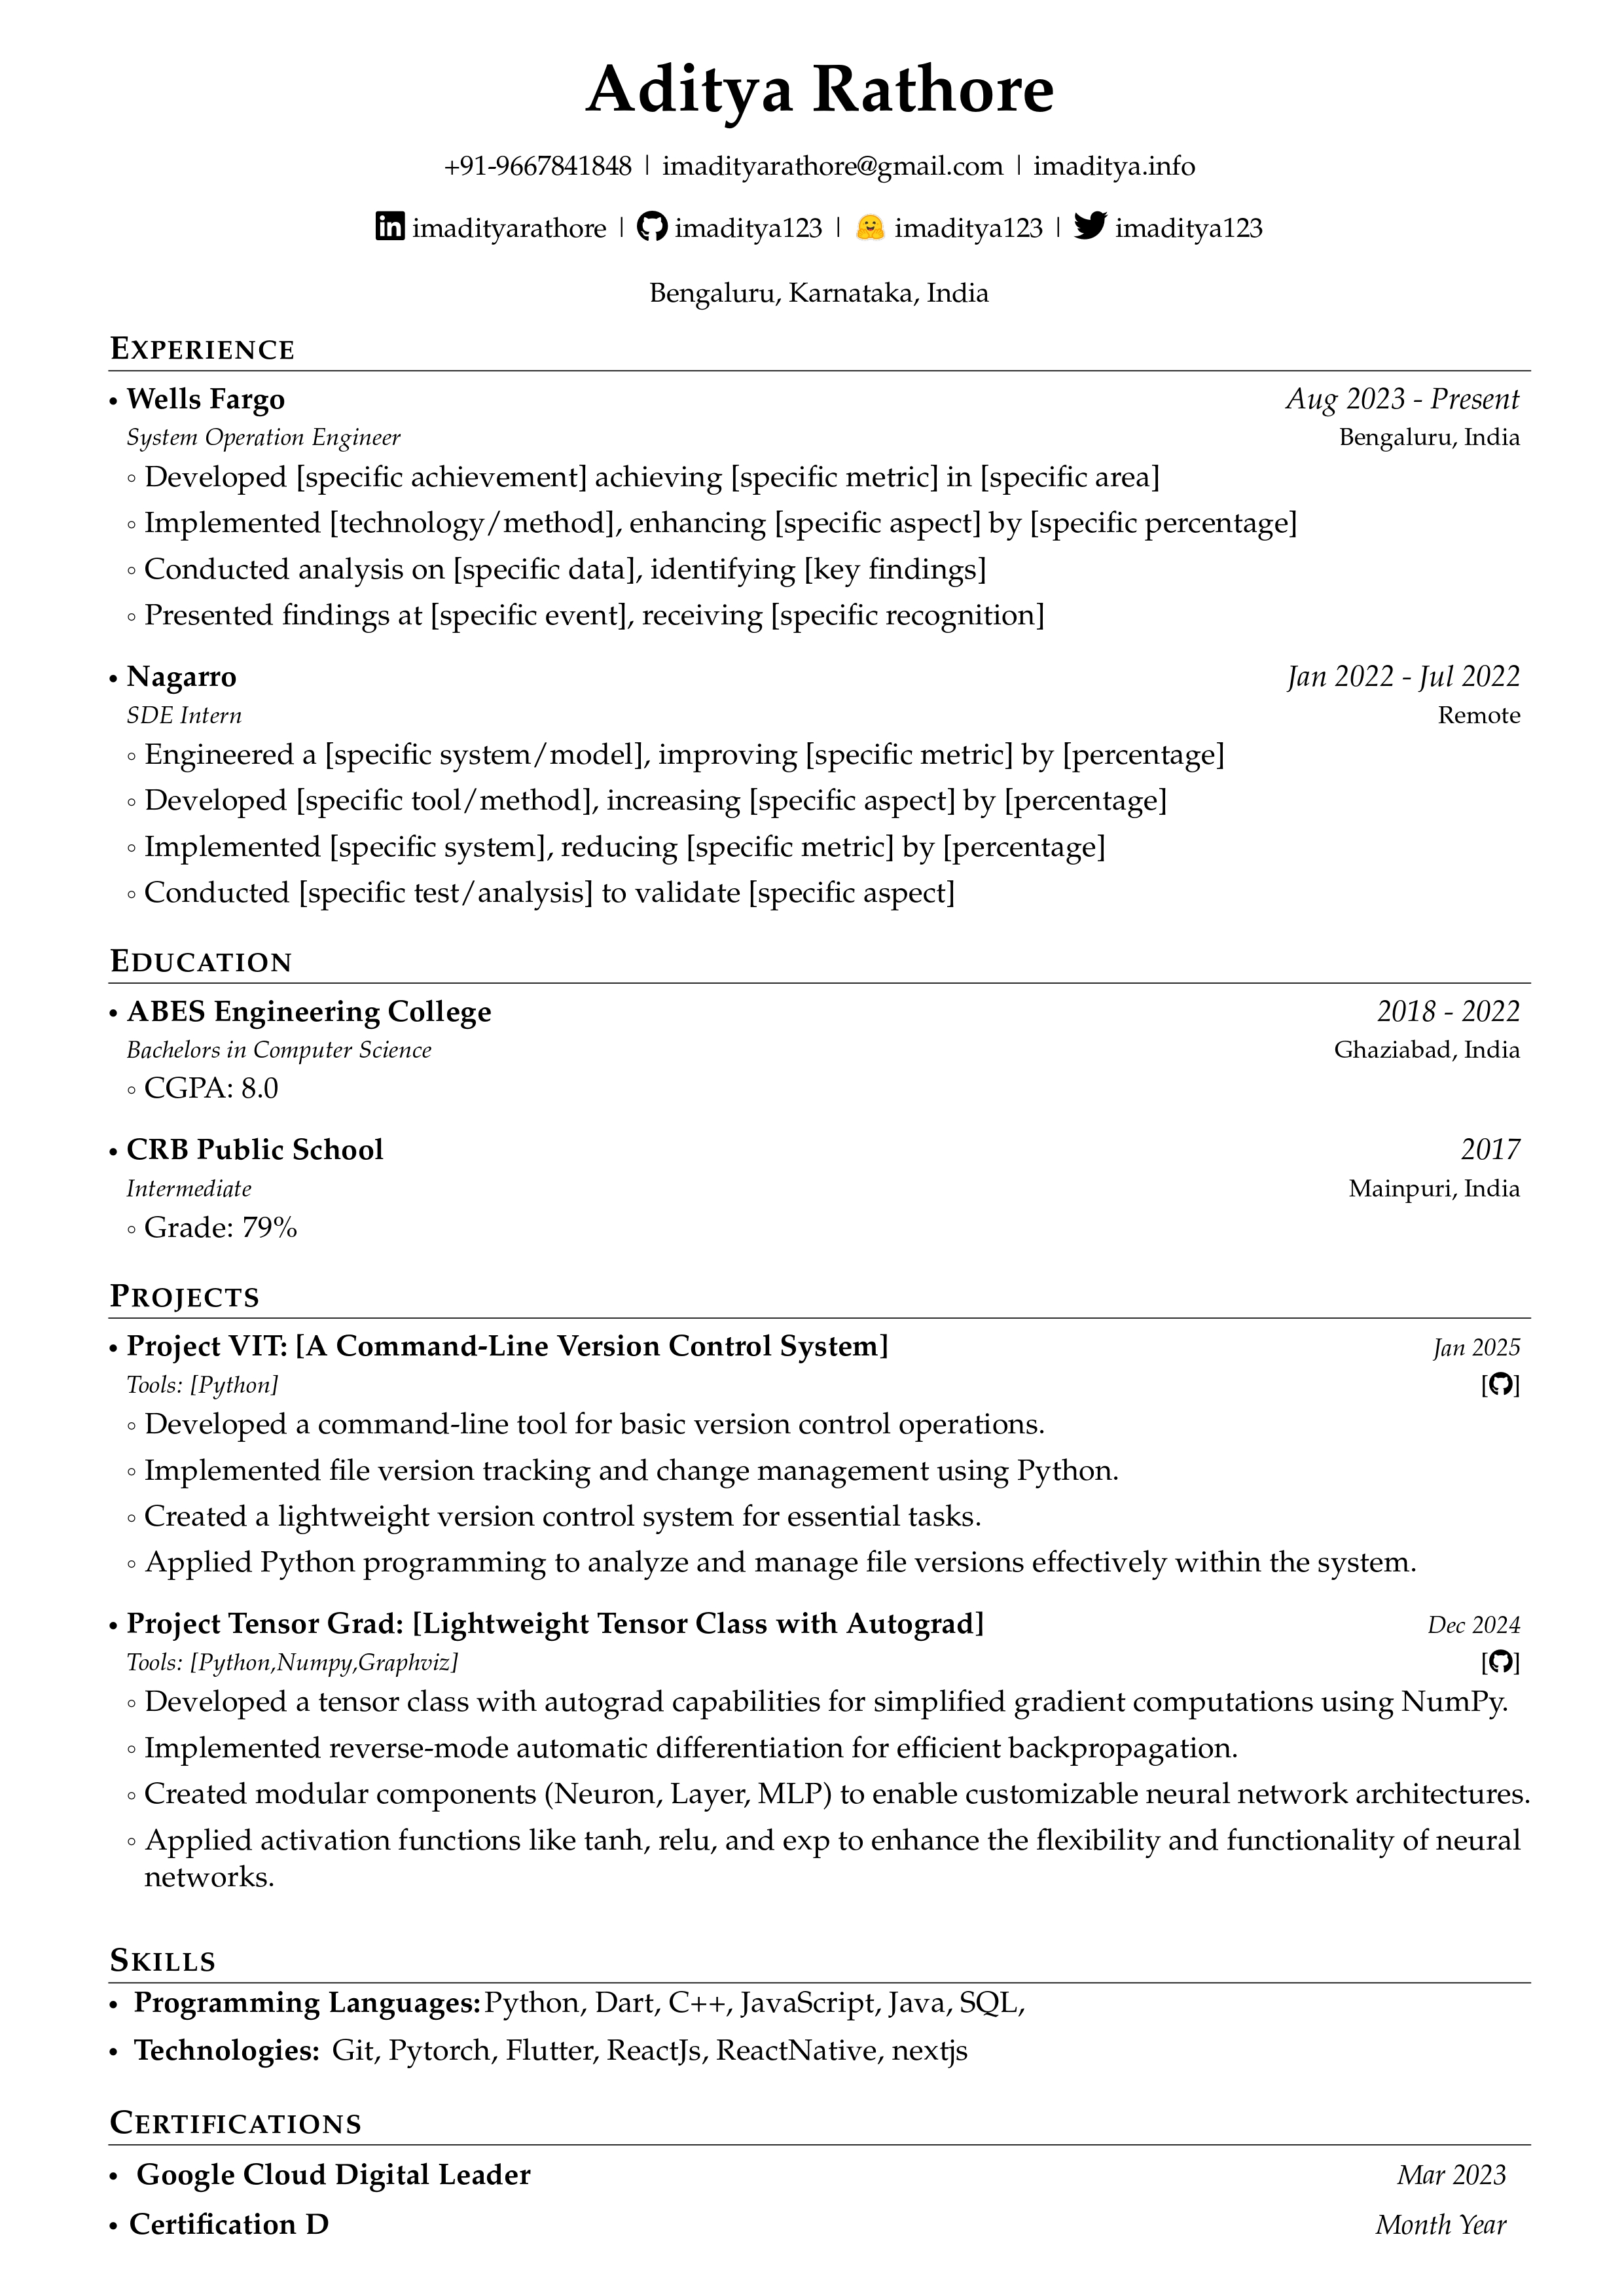 Aditya Rathore
+91-9667841848 | imadityarathore@gmail.com | imaditya.info
imadityarathore | imaditya123 | imaditya123 | imaditya123
Bengaluru, Karnataka, India
EXPERIENCE
• Wells Fargo Aug 2023 - Present
System Operation Engineer Bengaluru, India
◦ Developed [specific achievement] achieving [specific metric] in [specific area]
◦ Implemented [technology/method], enhancing [specific aspect] by [specific percentage]
◦ Conducted analysis on [specific data], identifying [key findings]
◦ Presented findings at [specific event], receiving [specific recognition]
• Nagarro Jan 2022 - Jul 2022
SDE Intern Remote
◦ Engineered a [specific system/model], improving [specific metric] by [percentage]
◦ Developed [specific tool/method], increasing [specific aspect] by [percentage]
◦ Implemented [specific system], reducing [specific metric] by [percentage]
◦ Conducted [specific test/analysis] to validate [specific aspect]
EDUCATION
• ABES Engineering College 2018 - 2022
Bachelors in Computer Science Ghaziabad, India
◦ CGPA: 8.0
• CRB Public School 2017
Intermediate Mainpuri, India
◦ Grade: 79%
PROJECTS
• Project VIT: [A Command-Line Version Control System] Jan 2025
Tools: [Python] []
◦ Developed a command-line tool for basic version control operations.
◦ Implemented file version tracking and change management using Python.
◦ Created a lightweight version control system for essential tasks.
◦ Applied Python programming to analyze and manage file versions effectively within the system.
• Project Tensor Grad: [Lightweight Tensor Class with Autograd] Dec 2024
Tools: [Python,Numpy,Graphviz] []
◦ Developed a tensor class with autograd capabilities for simplified gradient computations using NumPy.
◦ Implemented reverse-mode automatic differentiation for efficient backpropagation.
◦ Created modular components (Neuron, Layer, MLP) to enable customizable neural network architectures.
◦ Applied activation functions like tanh, relu, and exp to enhance the flexibility and functionality of neural
networks.
SKILLS
• Programming Languages: Python, Dart, C++, JavaScript, Java, SQL,
• Technologies: Git, Pytorch, Flutter, ReactJs, ReactNative, nextjs
CERTIFICATIONS
• Google Cloud Digital Leader Mar 2023
• Certification D Month Year